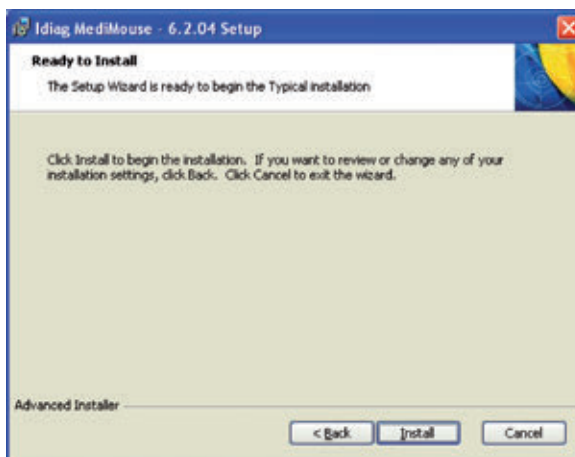 Idiag MediMouse - 6.2.04 Setup
Ready to Install
The Setup Wizard is ready to begin the Typical installation
Click Install to begin the installation. If you want to review or change any of your
installation settings, click Back. Click Cancel to exit the wizard.
Advanced Installer
< Back
Install
Cancel